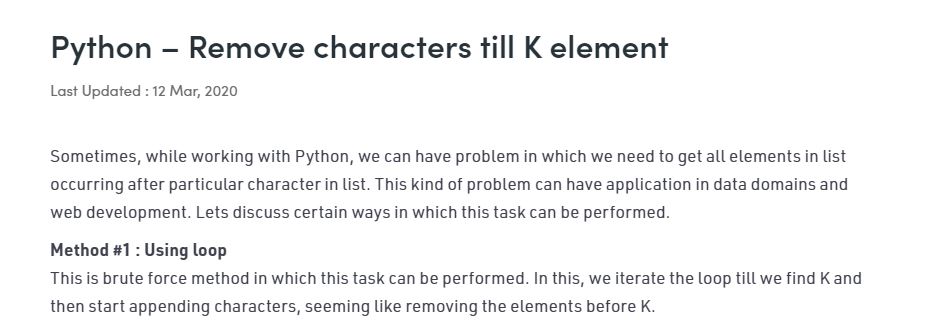 Python – Remove characters till K element
Last Updated : 12 Mar, 2020
Sometimes, while working with Python, we can have problem in which we need to get all elements in list
occurring after particular character in list. This kind of problem can have application in data domains and
web development. Lets discuss certain ways in which this task can be performed.
Method #1 : Using loop
This is brute force method in which this task can be performed. In this, we iterate the loop till we find K and
then start appending characters, seeming like removing the elements before K.